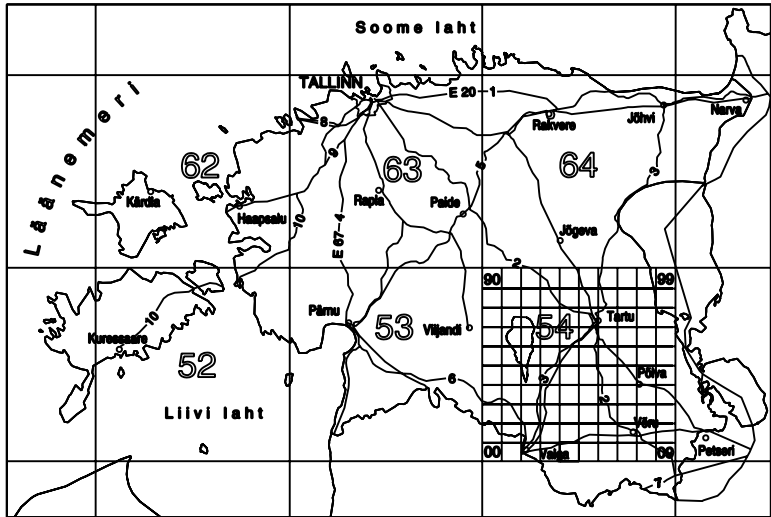 Soome laht
TALLINN
E 20-1
Rakvere
Jõhvi
Narva
Läänemeri
8
9
5
62
63
64
3
Kärdla
Haapsalu
10
Rapla
Paide
E 67-4
Jõgeva
2
90
99
10
Pärnu
53
Viljandi
54
Tartu
Kuressaare
52
6
3
2
Põlva
Liivi laht
Võru
Petseri
00
Valga
09
7